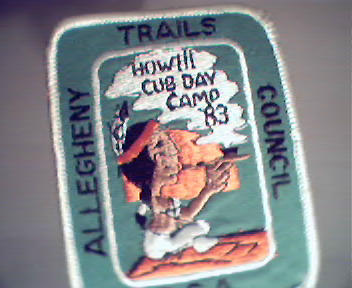 TRAILS
ALLEGHENY
COUNCIL
HOWIII
CUB DAY
CAMP
83